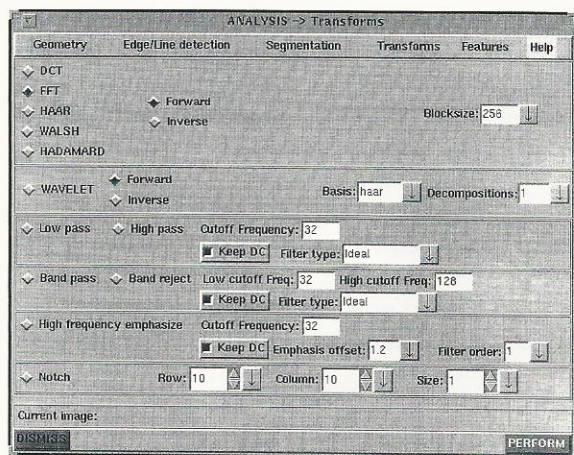 ANALYSIS -> Transforms
Geometry Edge/Line detection Segmentation Transforms Features Help
DCT
FFT
HAAR
WALSH
HADAMARD
Forward
Inverse
Blocksize: 256
WAVELET Forward
Inverse
Basis: haar Decompositions: 1
Low pass High pass Cutoff Frequency: 32
Keep DC Filter type: Ideal
Band pass Band reject Low cutoff Freq: 32 High cutoff Freq: 128
Keep DC Filter type: Ideal
High frequency emphasize Cutoff Frequency: 32
Keep DC Emphasis offset: 1.2 Filter order: 1
Notch Row: 10 Column: 10 Size: 1
Current image:
DISMISS PERFORM